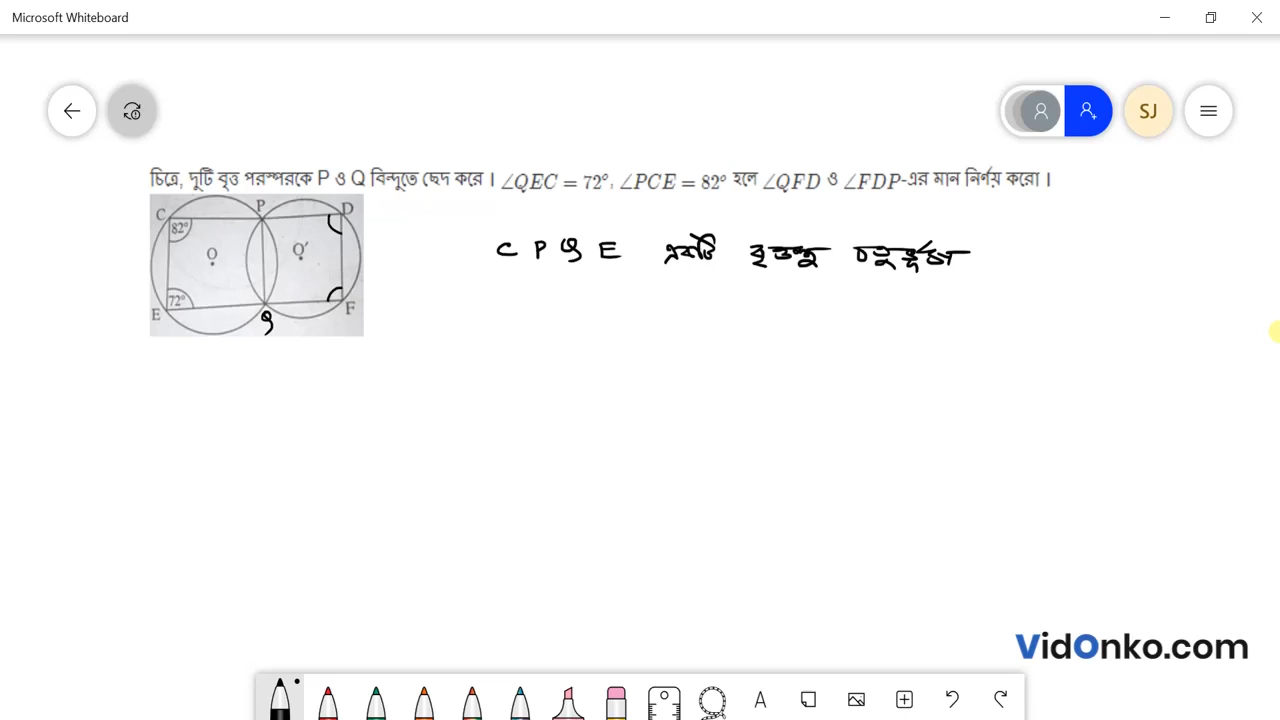 Microsoft Whiteboard
SJ
চিত্রে, দুটি বৃত্ত পরস্পরকে P ও Q বিন্দুতে ছেদ করে । ∠QEC = 72°, ∠PCE = 82° হলে ∠QFD ও ∠FDP-এর মান নির্ণয় করো ।
C P D
82°
O Q′
72°
E Q F
C P Q E একটি বৃত্তস্থ চতুর্ভুজ
VidOnko.com
A